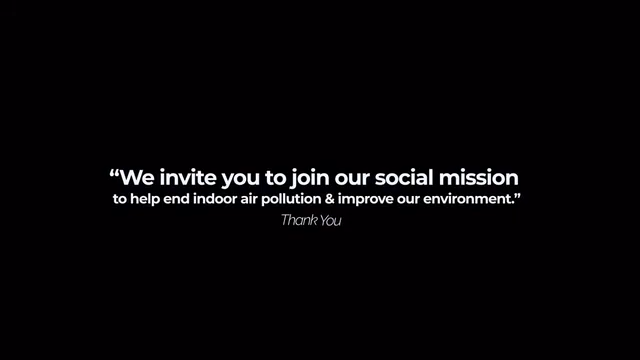 “We invite you to join our social mission
to help end indoor air pollution & improve our environment.”
Thank You